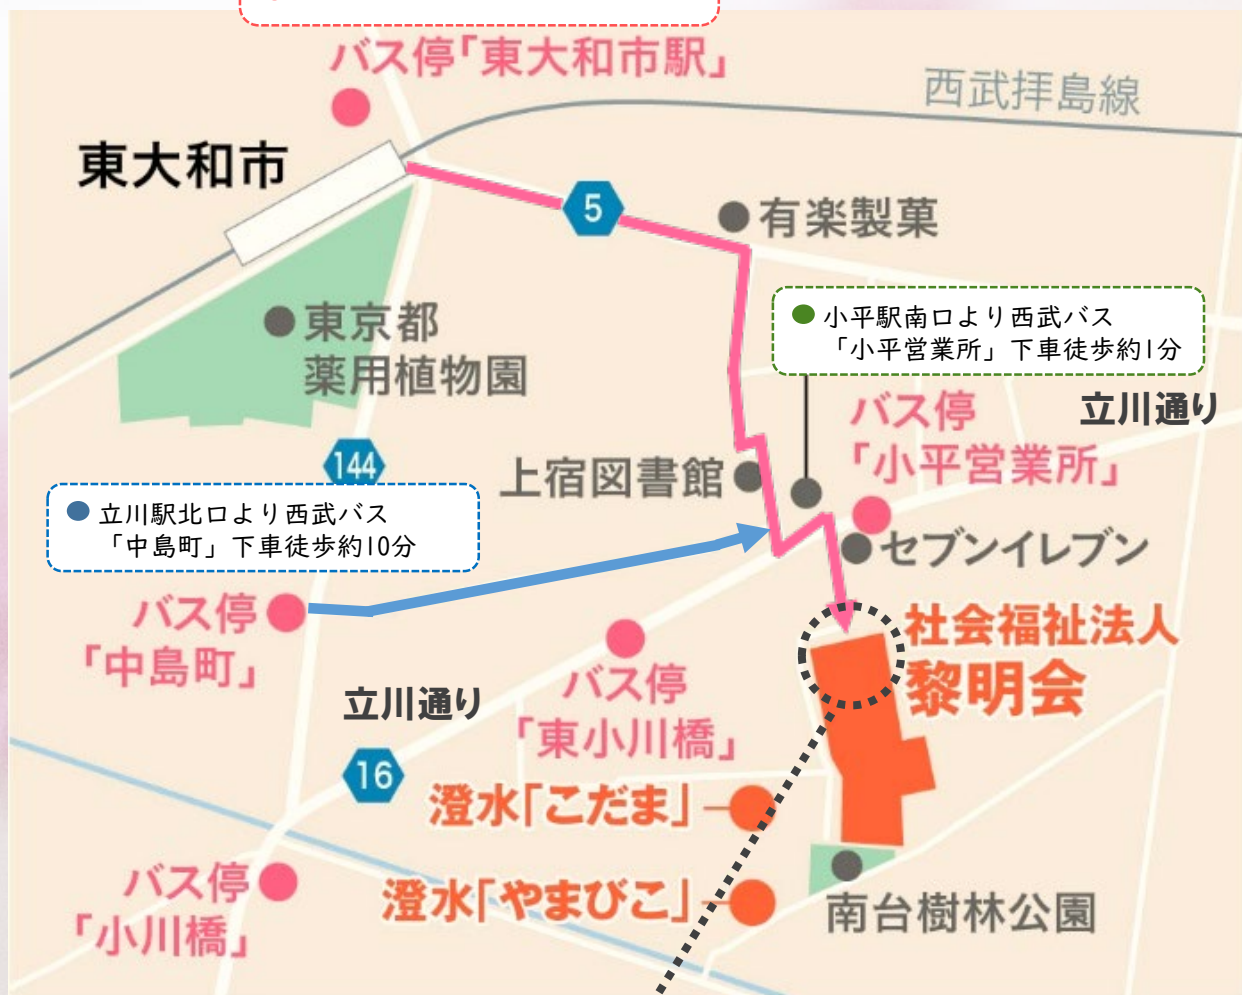 バス停「東大和市駅」
西武拝島線
東大和市
5
有楽製菓
東京都
薬用植物園
● 小平駅南口より西武バス
「小平営業所」下車徒歩約1分
立川通り
バス停
「小平営業所」
144
上宿図書館
● 立川駅北口より西武バス
「中島町」下車徒歩約10分
セブンイレブン
バス停
「中島町」
社会福祉法人
黎明会
立川通り
バス停
「東小川橋」
16
澄水「こだま」
バス停
「小川橋」
澄水「やまびこ」
南台樹林公園